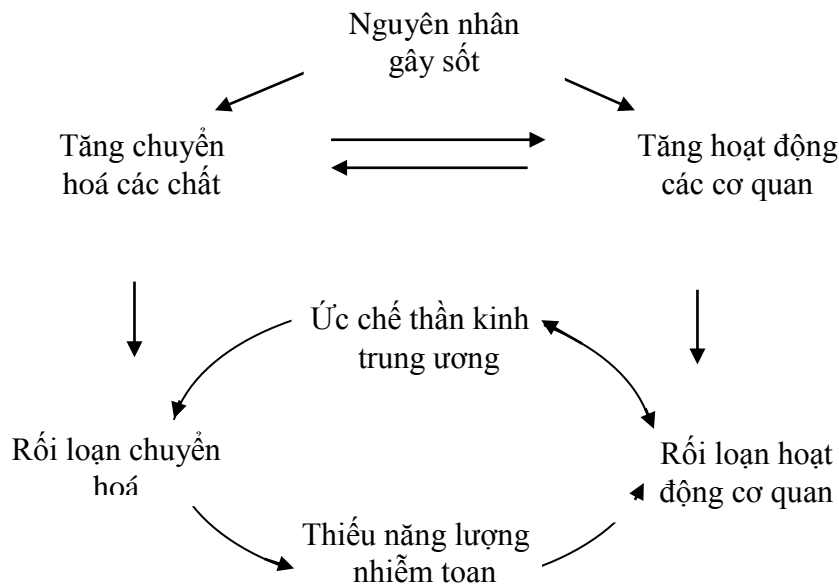 Nguyên nhân
gây sốt
Tăng chuyển
hoá các chất
Tăng hoạt động
các cơ quan
Ức chế thần kinh
trung ương
Rối loạn chuyển
hoá
Rối loạn hoạt
động cơ quan
Thiếu năng lượng
nhiễm toan